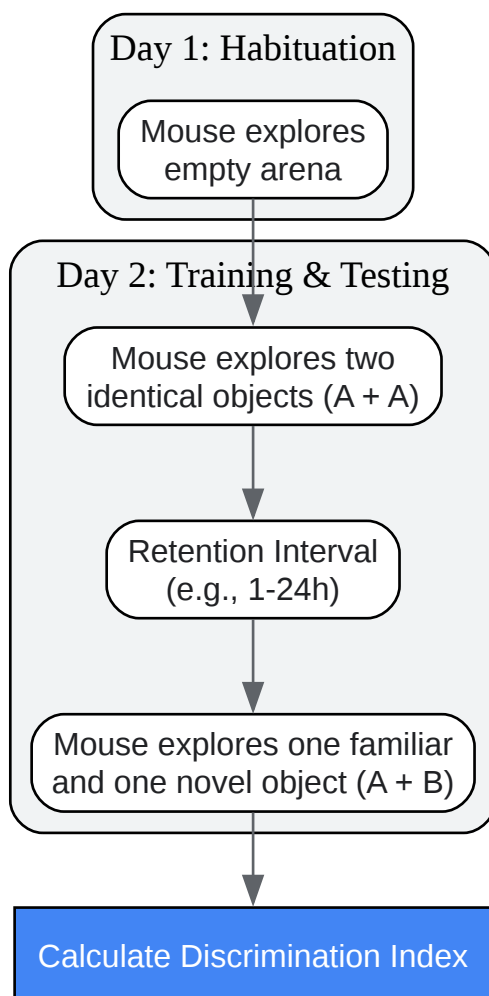 Day 1: Habituation
Mouse explores
empty arena
Day 2: Training & Testing
Mouse explores two
identical objects (A + A)
Retention Interval
(e.g., 1-24h)
Mouse explores one familiar
and one novel object (A + B)
Calculate Discrimination Index